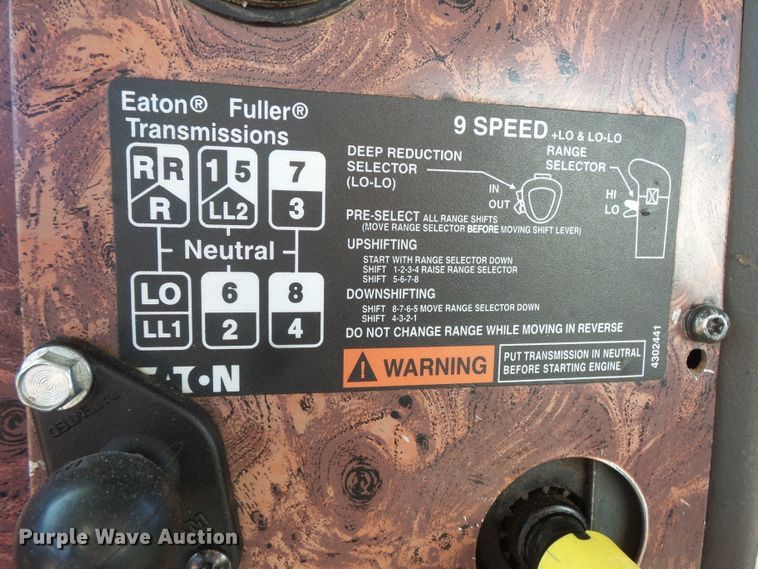 Eaton® Fuller®
Transmissions
9 SPEED +LO & LO-LO
DEEP REDUCTION
SELECTOR
(LO-LO)
IN
OUT
RANGE
SELECTOR
HI
LO
R R 1 5 7
R LL2 3
Neutral
LO 6 8
LL1 2 4
PRE-SELECT ALL RANGE SHIFTS
(MOVE RANGE SELECTOR BEFORE MOVING SHIFT LEVER)
UPSHIFTING
START WITH RANGE SELECTOR DOWN
SHIFT 1-2-3-4 RAISE RANGE SELECTOR
SHIFT 5-6-7-8
DOWNSHIFTING
SHIFT 8-7-6-5 MOVE RANGE SELECTOR DOWN
SHIFT 4-3-2-1
DO NOT CHANGE RANGE WHILE MOVING IN REVERSE
WARNING
PUT TRANSMISSION IN NEUTRAL
BEFORE STARTING ENGINE
4302441
EATON
Purple Wave Auction